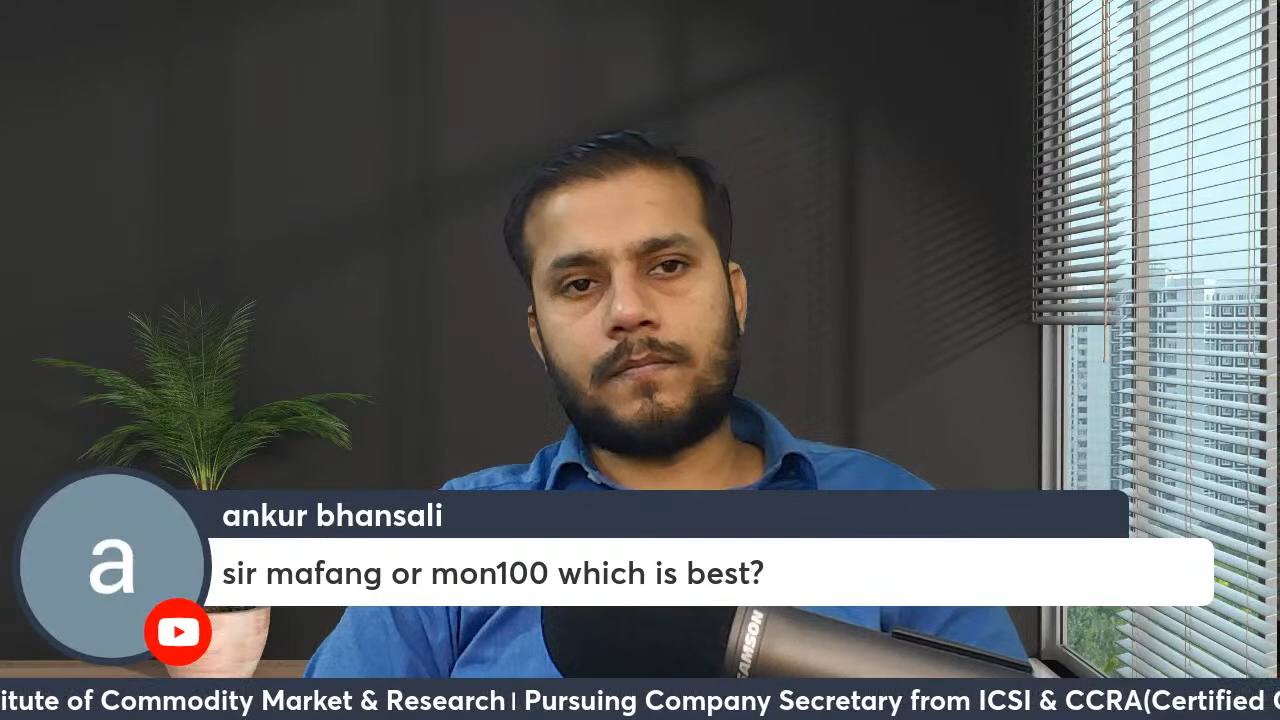 ankur bhansali
a
sir mafang or mon100 which is best?
SAMSON
itute of Commodity Market & Research | Pursuing Company Secretary from ICSI & CCRA(Certified